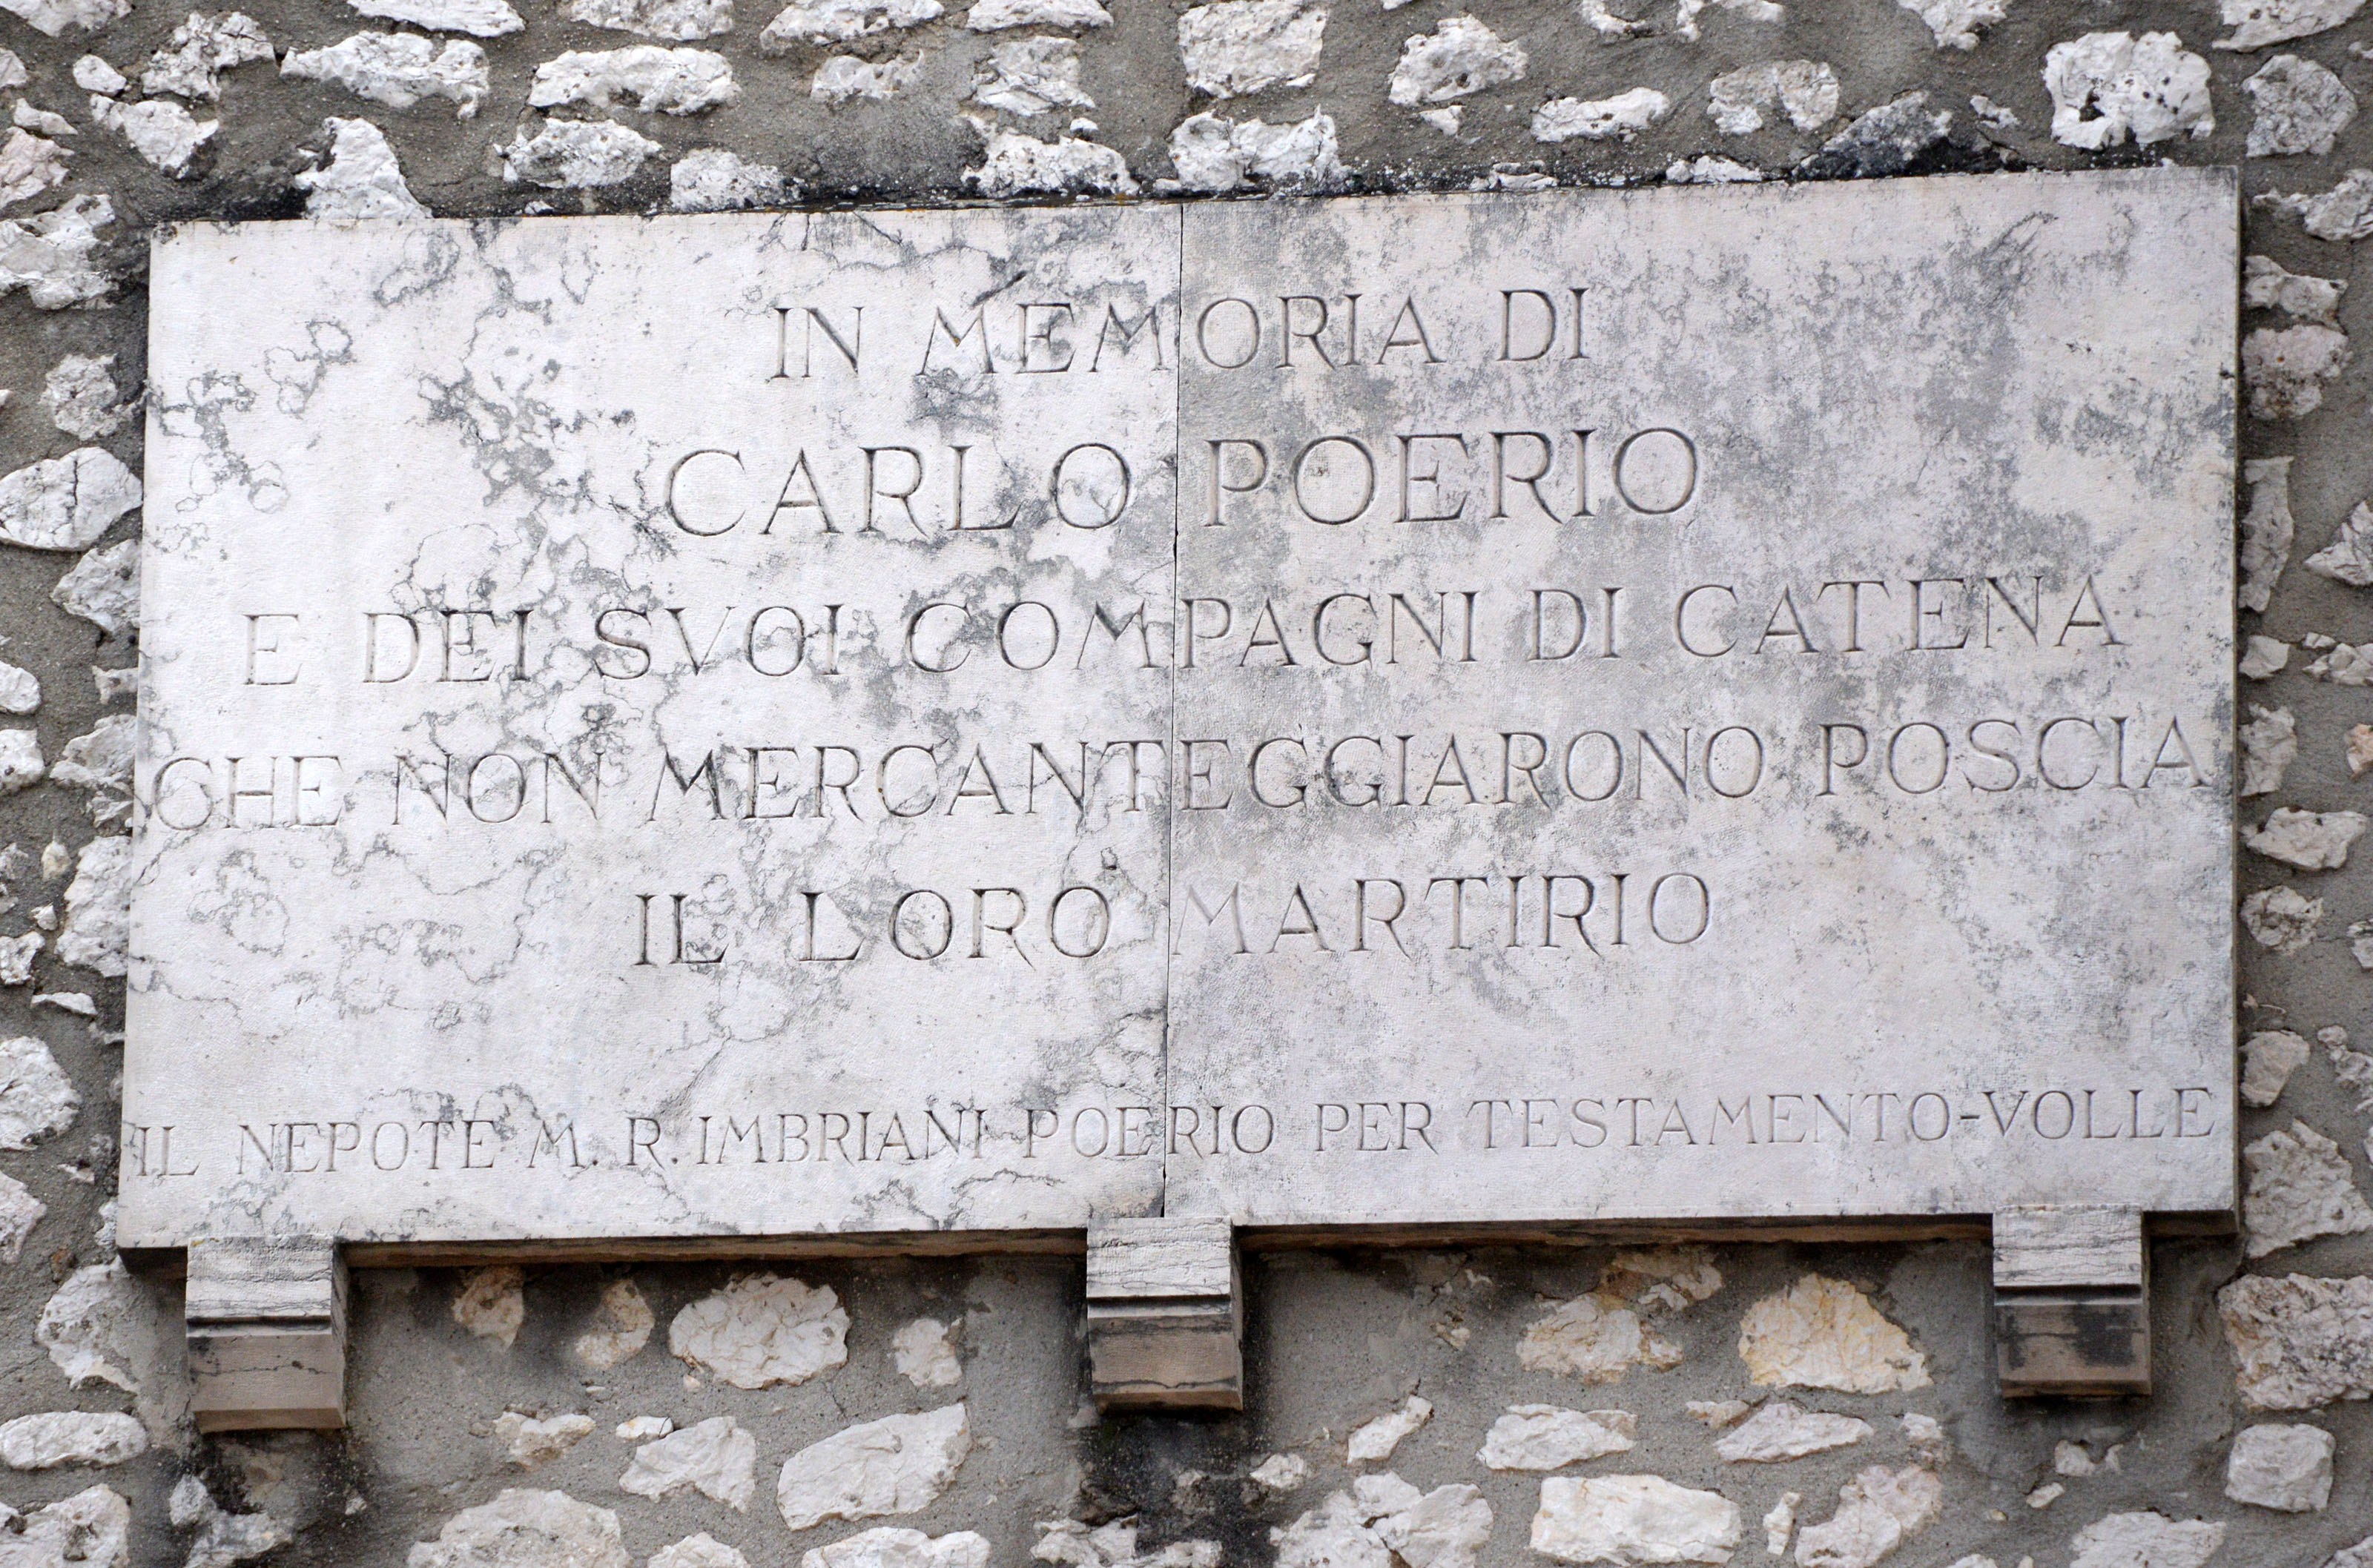 IN MEMORIA DI
CARLO POERIO
E DEI SVOI COMPAGNI DI CATENA
CHE NON MERCANTEGGIARONO POSCIA
IL LORO MARTIRIO
IL NEPOTE M. R. IMBRIANI POERIO PER TESTAMENTO-VOLLE